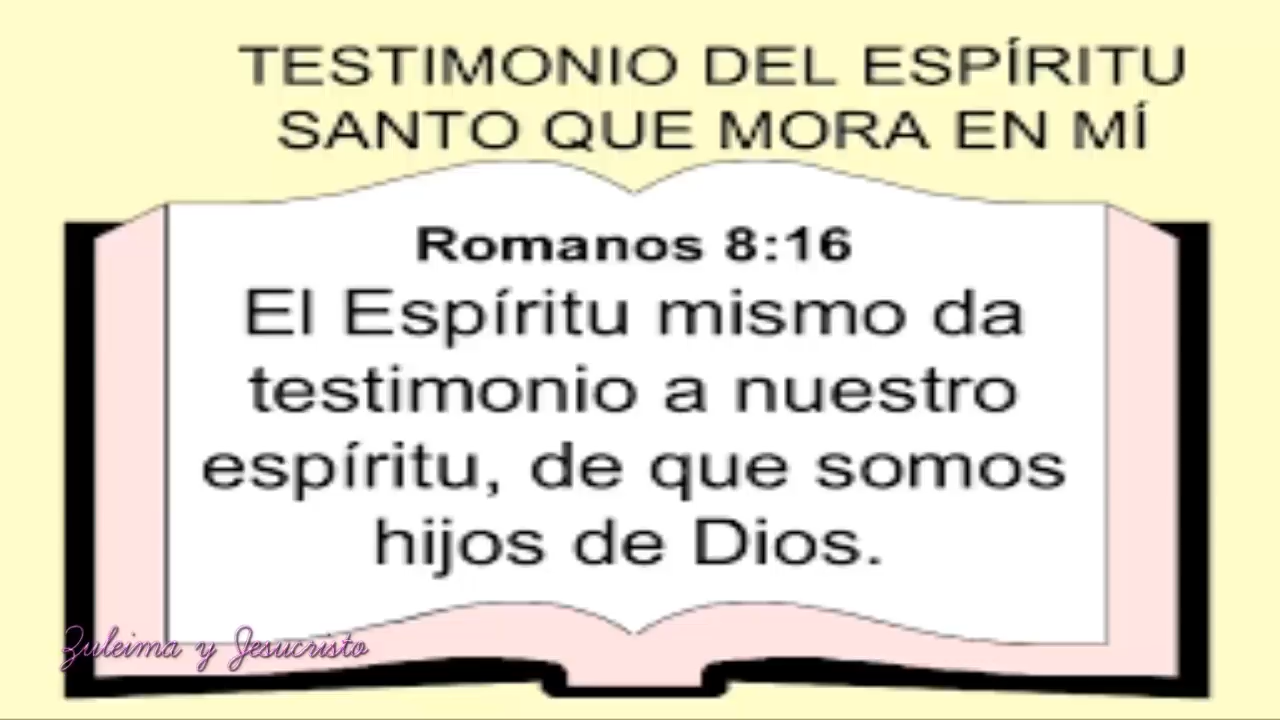 TESTIMONIO DEL ESPÍRITU
SANTO QUE MORA EN MÍ
Romanos 8:16
El Espíritu mismo da
testimonio a nuestro
espíritu, de que somos
hijos de Dios.
Zuleima y Jesucristo